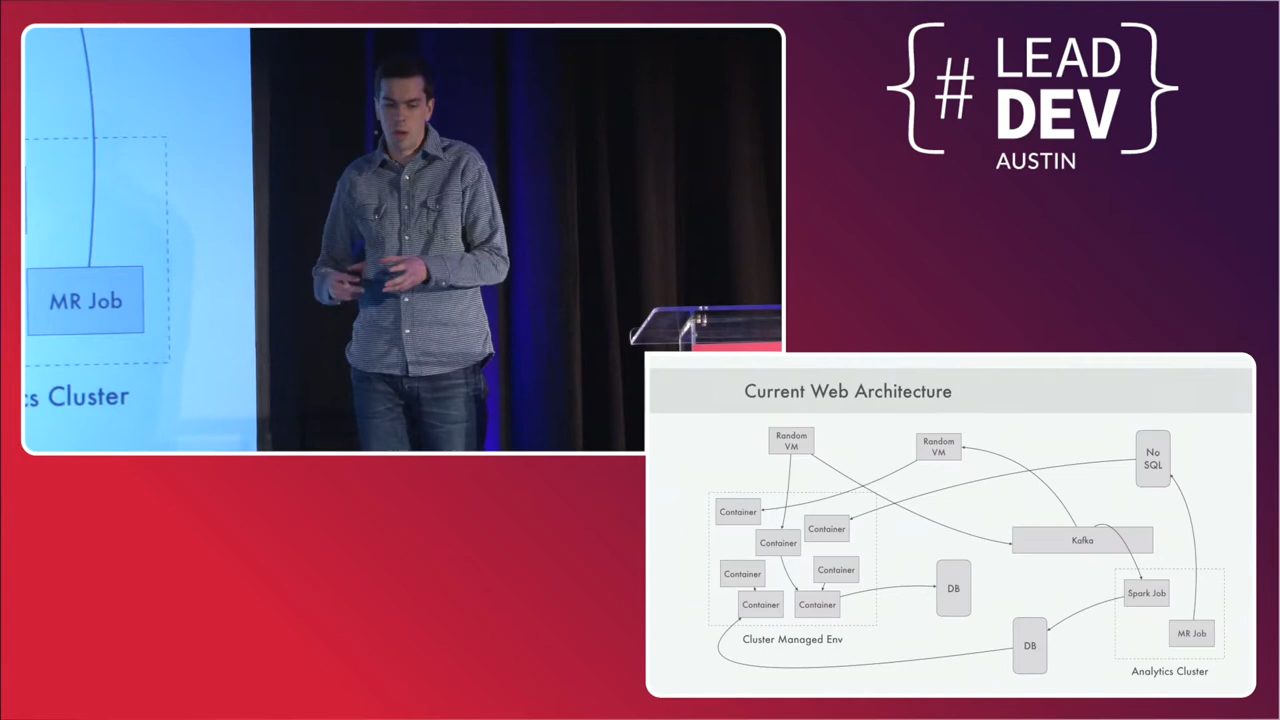 MR Job
cs Cluster
{# LEAD
DEV}
AUSTIN
Current Web Architecture
Random
VM
Random
VM
No
SQL
Container
Container
Container
Kafka
Container
Container
Container
DB
Spark Job
Container
Container
MR Job
Cluster Managed Env
DB
Analytics Cluster